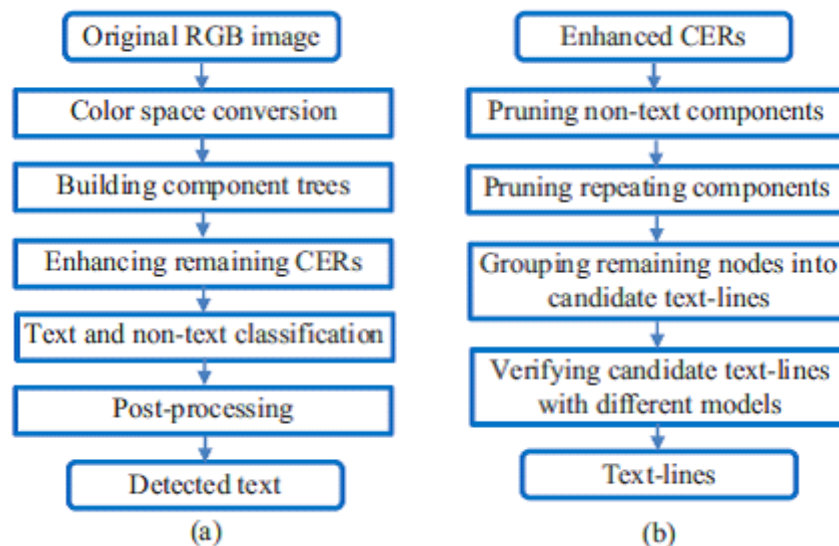 Original RGB image
Color space conversion
Building component trees
Enhancing remaining CERs
Text and non-text classification
Post-processing
Detected text
(a)
Enhanced CERs
Pruning non-text components
Pruning repeating components
Grouping remaining nodes into
candidate text-lines
Verifying candidate text-lines
with different models
Text-lines
(b)